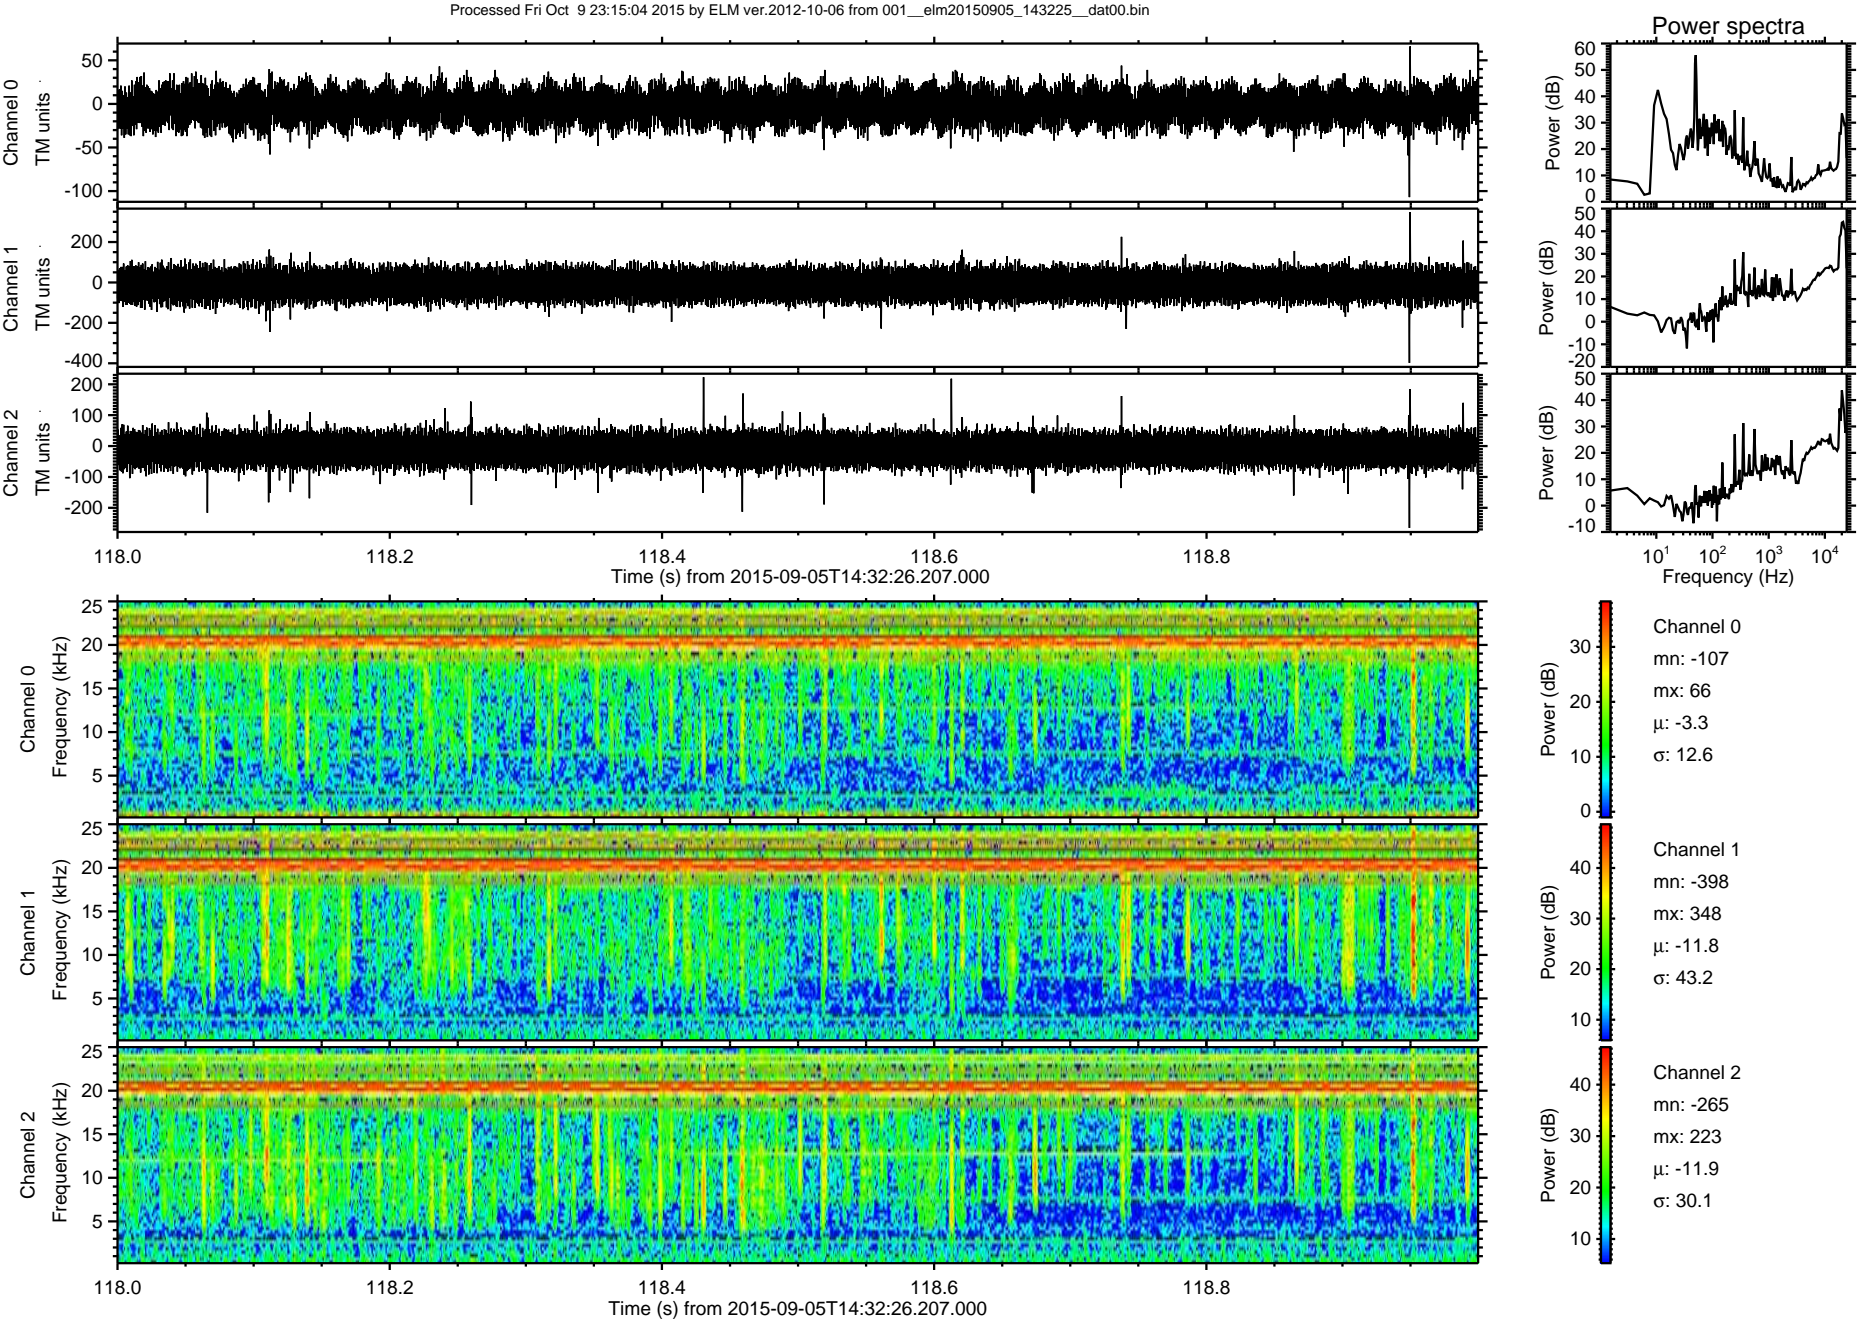 Processed Fri Oct 9 23:15:04 2015 by ELM ver.2012-10-06 from 001__elm20150905_143225__dat00.bin
Power spectra
Channel 0
TM units
50
0
-50
-100
Power (dB)
60
50
40
30
20
10
0
Channel 1
TM units
200
0
-200
-400
Power (dB)
50
40
30
20
10
0
-10
-20
Channel 2
TM units
200
100
0
-100
-200
Power (dB)
50
40
30
20
10
0
-10
118.0 118.2 118.4 118.6 118.8
Time (s) from 2015-09-05T14:32:26.207.000
10¹ 10² 10³ 10⁴
Frequency (Hz)
Channel 0
Frequency (kHz)
25
20
15
10
5
Power (dB)
30
20
10
0
Channel 0
mn: -107
mx: 66
μ: -3.3
σ: 12.6
Channel 1
Frequency (kHz)
25
20
15
10
5
Power (dB)
40
30
20
10
Channel 1
mn: -398
mx: 348
μ: -11.8
σ: 43.2
Channel 2
Frequency (kHz)
25
20
15
10
5
Power (dB)
40
30
20
10
Channel 2
mn: -265
mx: 223
μ: -11.9
σ: 30.1
118.0 118.2 118.4 118.6 118.8
Time (s) from 2015-09-05T14:32:26.207.000